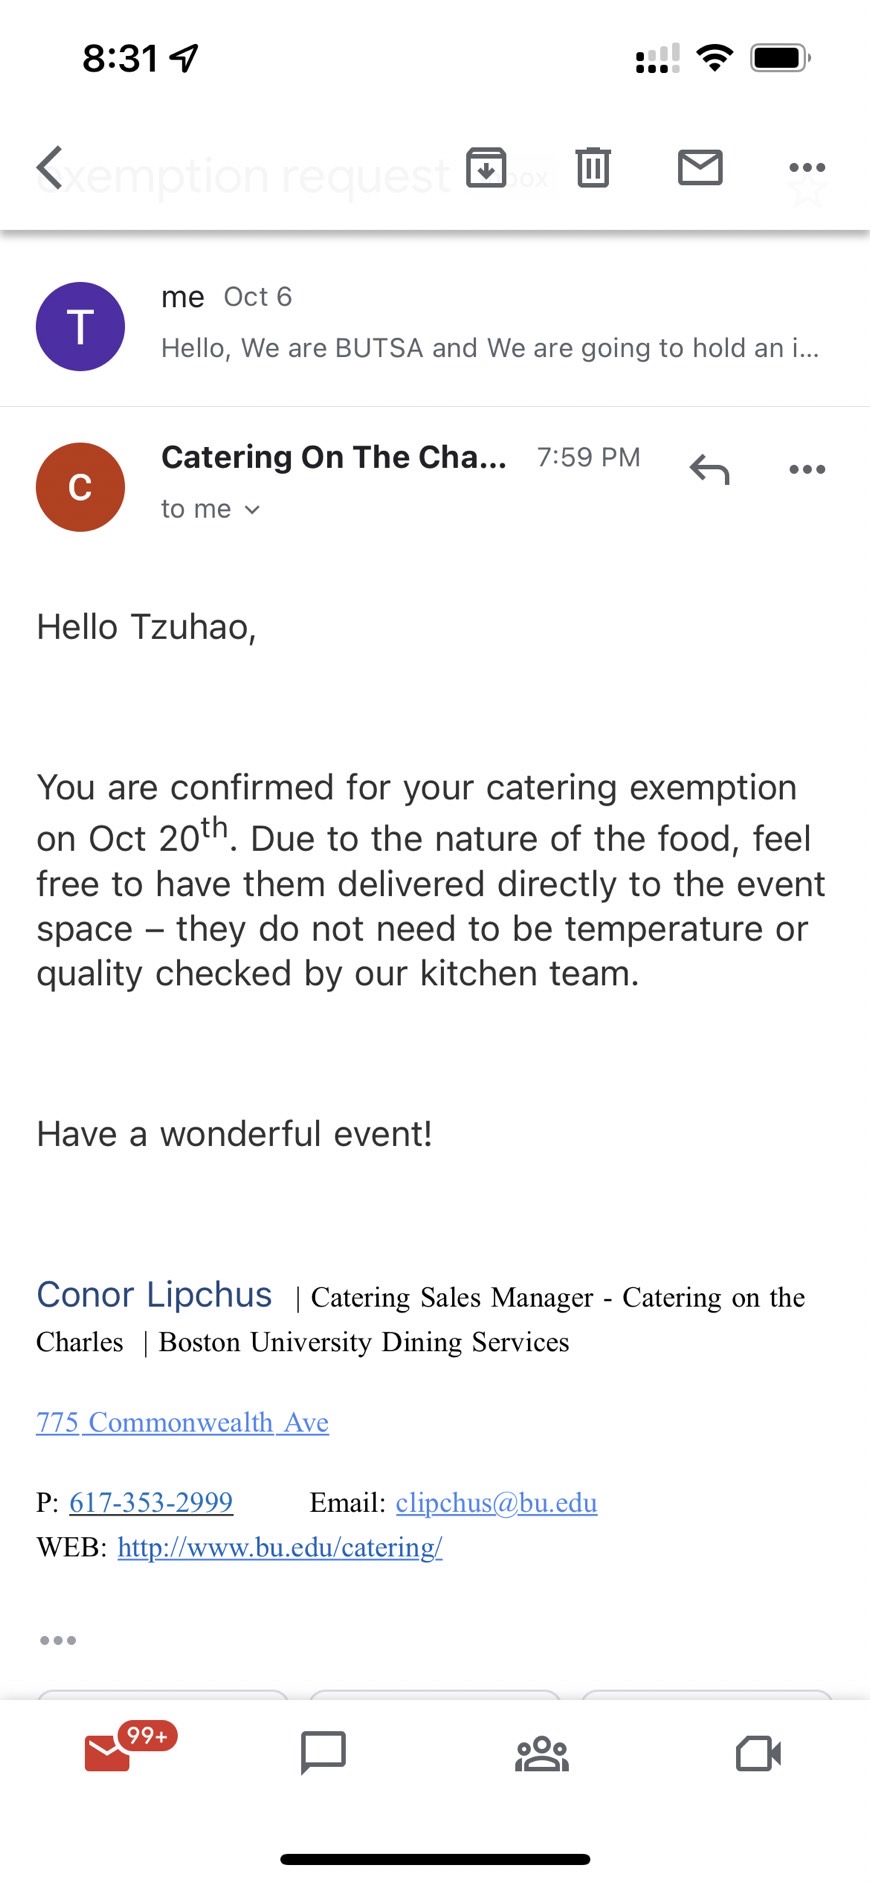 8:31
exemption request
me Oct 6
T
Hello, We are BUTSA and We are going to hold an i...
Catering On The Cha... 7:59 PM
C
to me
Hello Tzuhao,
You are confirmed for your catering exemption
on Oct 20th. Due to the nature of the food, feel
free to have them delivered directly to the event
space – they do not need to be temperature or
quality checked by our kitchen team.
Have a wonderful event!
Conor Lipchus | Catering Sales Manager - Catering on the
Charles | Boston University Dining Services
775 Commonwealth Ave
P: 617-353-2999 Email: clipchus@bu.edu
WEB: http://www.bu.edu/catering/
99+